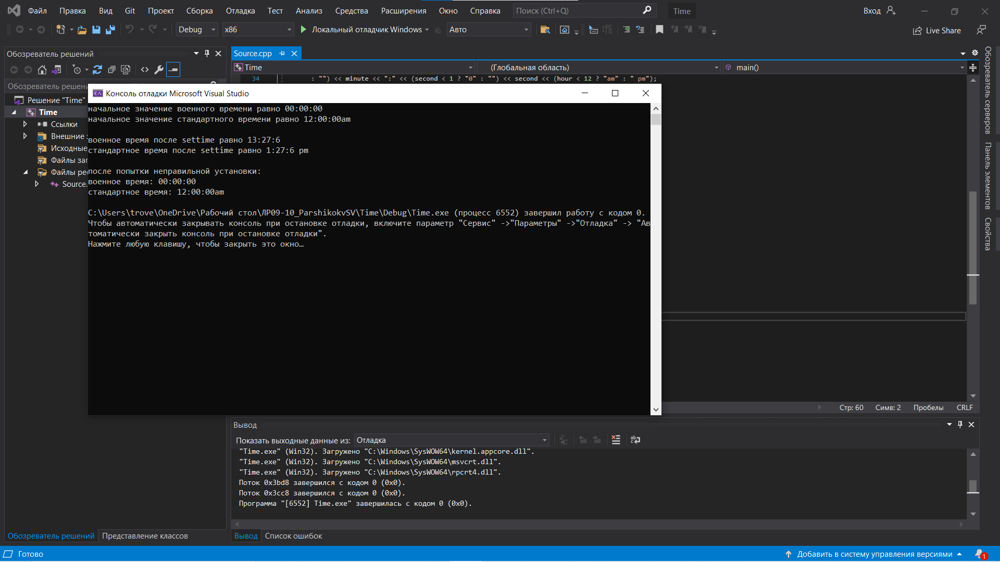 Файл Правка Вид Git Проект Сборка Отладка Тест Анализ Средства Расширения Окно Справка Поиск (Ctrl+Q) Time Вход
Debug x86 Локальный отладчик Windows Авто Live Share
Обозреватель решений
Source.cpp
Time (Глобальная область) main()
34 : "") << minute << ":" << (second < 1 ? "0" : "") << second << (hour < 12 ? "am" : " pm");
Обозреватель
Решение "Time"
Time
Ссылки
Внешние
Исходные
Файлы
Файлы
Source.
Консоль отладки Microsoft Visual Studio
начальное значение военного времени равно 00:00:00
начальное значение стандартного времени равно 12:00:00am
военное время после settime равно 13:27:6
стандартное время после settime равно 1:27:6 pm
после попытки неправильной установки:
военное время: 00:00:00
стандартное время: 12:00:00am
C:\Users\trove\OneDrive\Рабочий стол\ЛР09-10_ParshikokvSV\Time\Debug\Time.exe (процесс 6552) завершил работу с кодом 0.
Чтобы автоматически закрывать консоль при остановке отладки, включите параметр "Сервис" ->"Параметры" ->"Отладка" -> "Ав
томатически закрыть консоль при остановке отладки".
Нажмите любую клавишу, чтобы закрыть это окно…
Обозреватель серверов
Панель элементов
Свойства
Стр: 60 Симв: 2 Пробелы CRLF
Вывод
Показать выходные данные из: Отладка
"Time.exe" (Win32). Загружено "C:\Windows\SysWOW64\kernel.appcore.dll".
"Time.exe" (Win32). Загружено "C:\Windows\SysWOW64\msvcrt.dll".
"Time.exe" (Win32). Загружено "C:\Windows\SysWOW64\rpcrt4.dll".
Поток 0x3bd8 завершился с кодом 0 (0x0).
Поток 0x3cc8 завершился с кодом 0 (0x0).
Программа "[6552] Time.exe" завершилась с кодом 0 (0x0).
Обозреватель решений Представление классов
Вывод Список ошибок
Готово Добавить в систему управления версиями 1